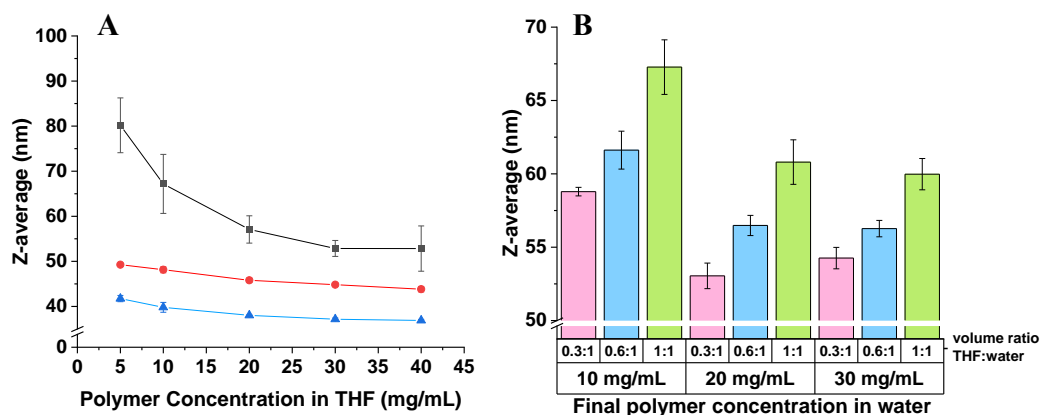 A
Z-average (nm)
100
90
80
70
60
50
40
0
0 5 10 15 20 25 30 35 40 45
Polymer Concentration in THF (mg/mL)
B
Z-average (nm)
70
65
60
55
50
0.3:1 0.6:1 1:1 0.3:1 0.6:1 1:1 0.3:1 0.6:1 1:1
volume ratio
THF:water
10 mg/mL 20 mg/mL 30 mg/mL
Final polymer concentration in water